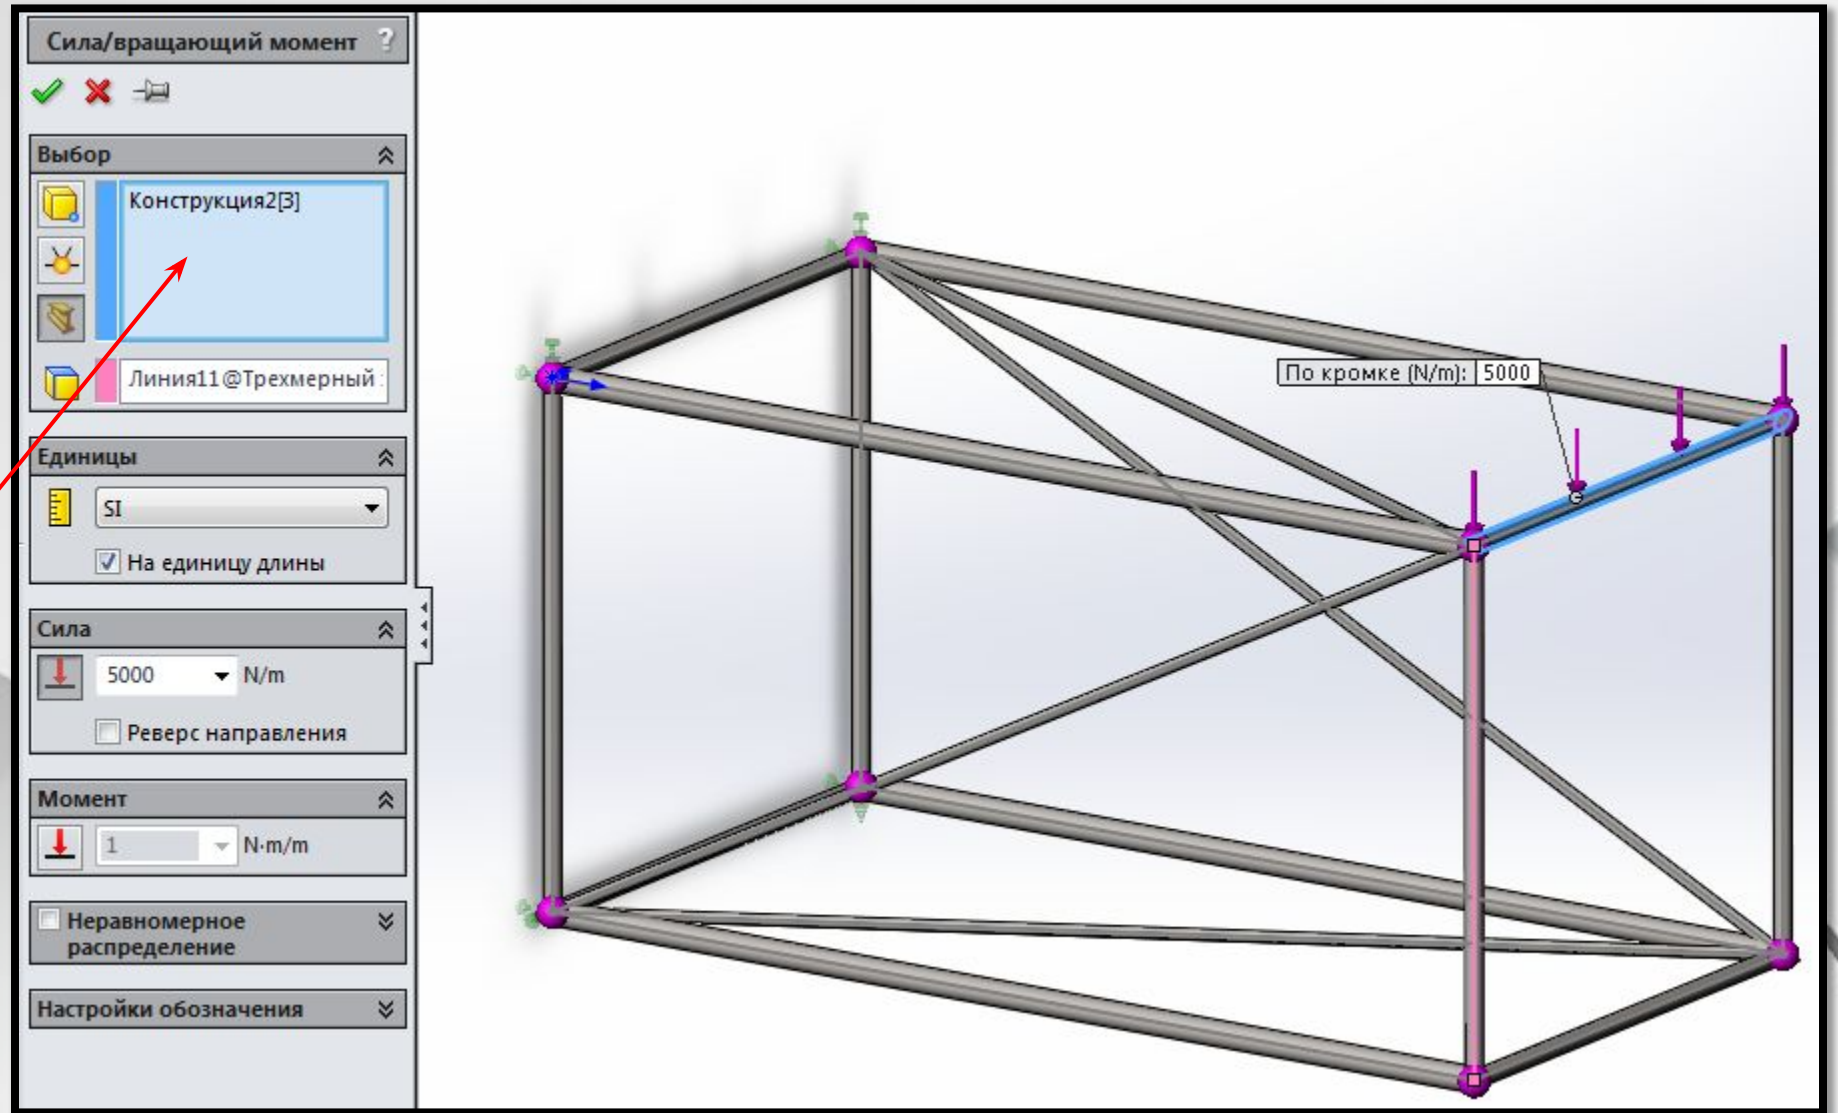 Сила/вращающий момент ?
Выбор
Конструкция2[3]
Линия11@Трехмерный
Единицы
SI
На единицу длины
Сила
5000 N/m
Реверс направления
Момент
1 N·m/m
Неравномерное
распределение
Настройки обозначения
По кромке (N/m): 5000